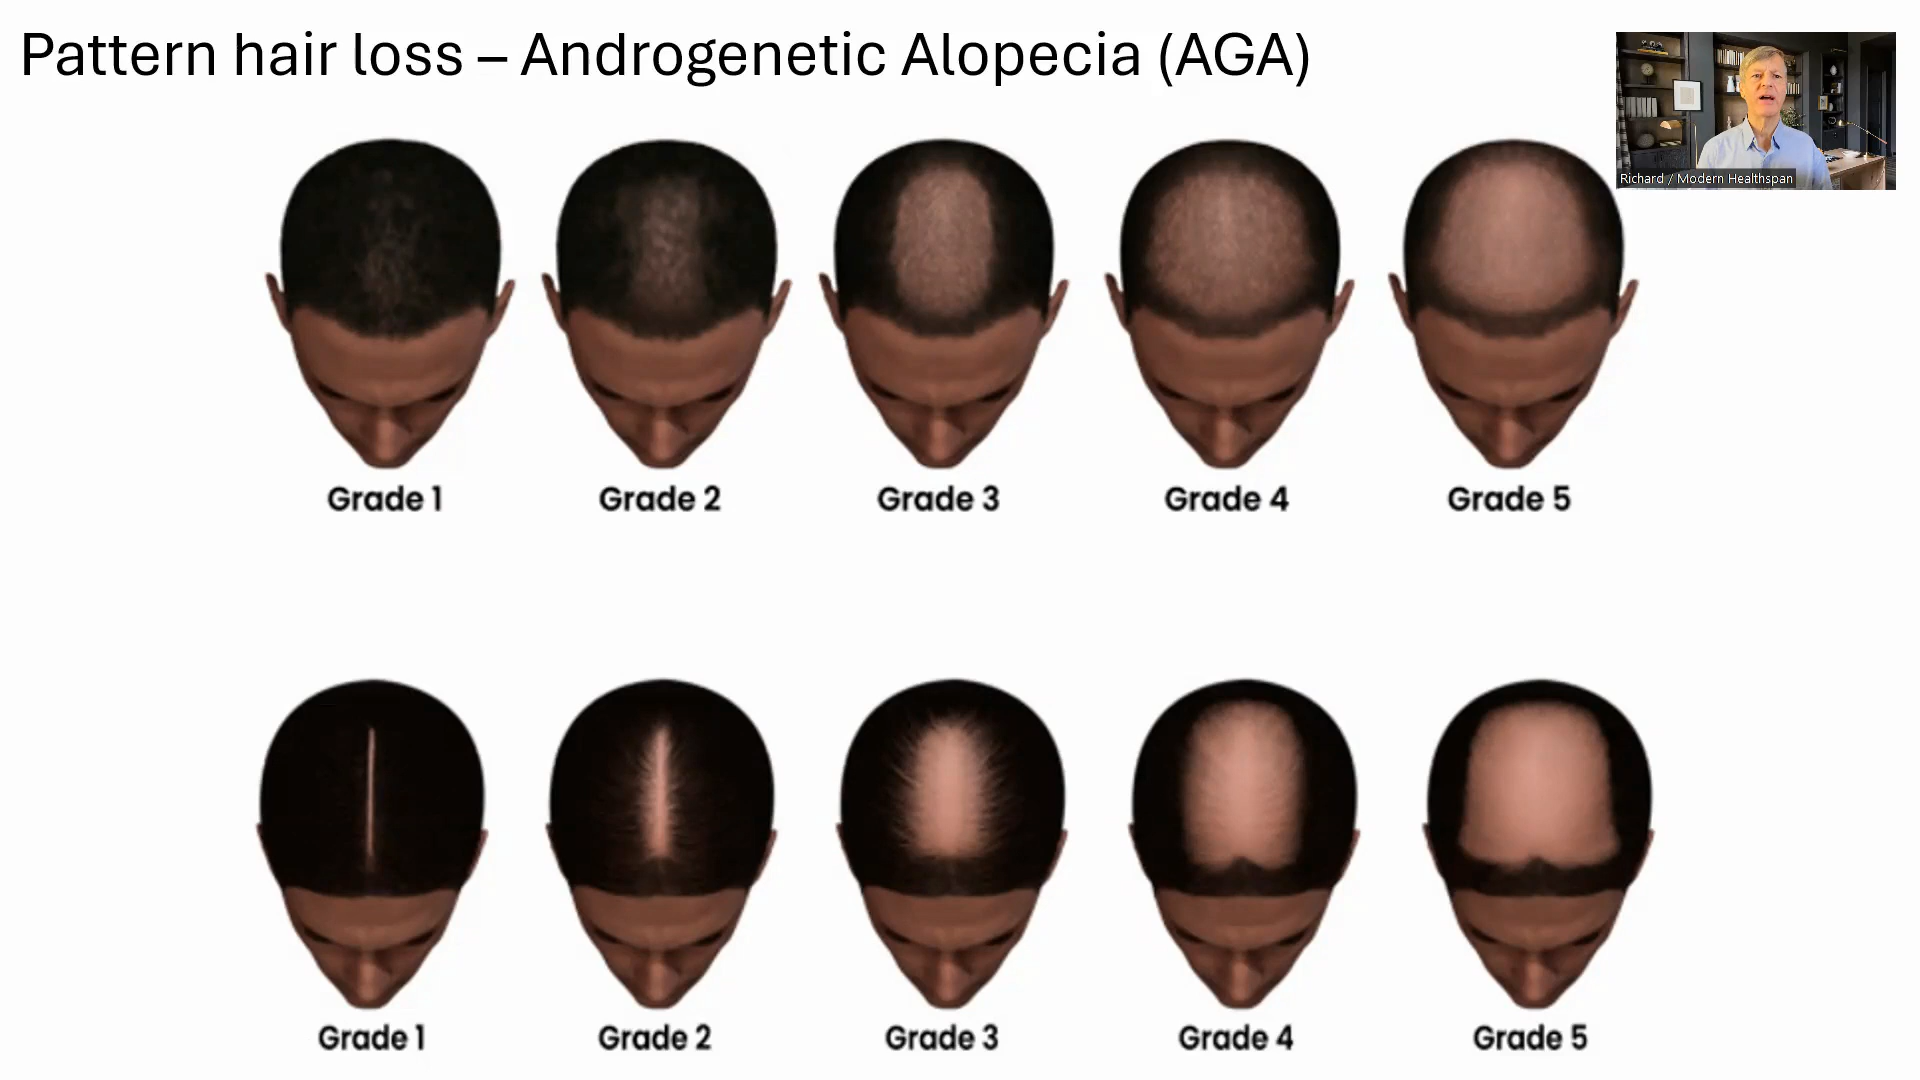 Pattern hair loss – Androgenetic Alopecia (AGA)
Richard / Modern Healthspan
Grade 1
Grade 2
Grade 3
Grade 4
Grade 5
Grade 1
Grade 2
Grade 3
Grade 4
Grade 5